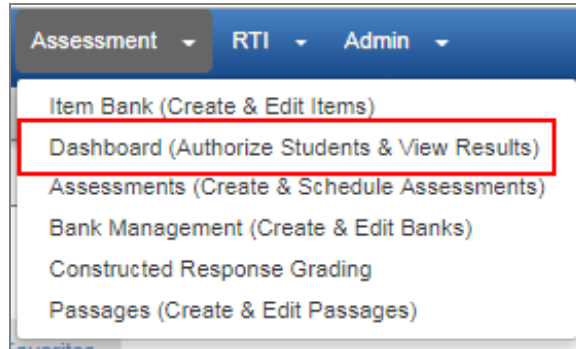 Assessment RTI Admin
Item Bank (Create & Edit Items)
Dashboard (Authorize Students & View Results)
Assessments (Create & Schedule Assessments)
Bank Management (Create & Edit Banks)
Constructed Response Grading
Passages (Create & Edit Passages)